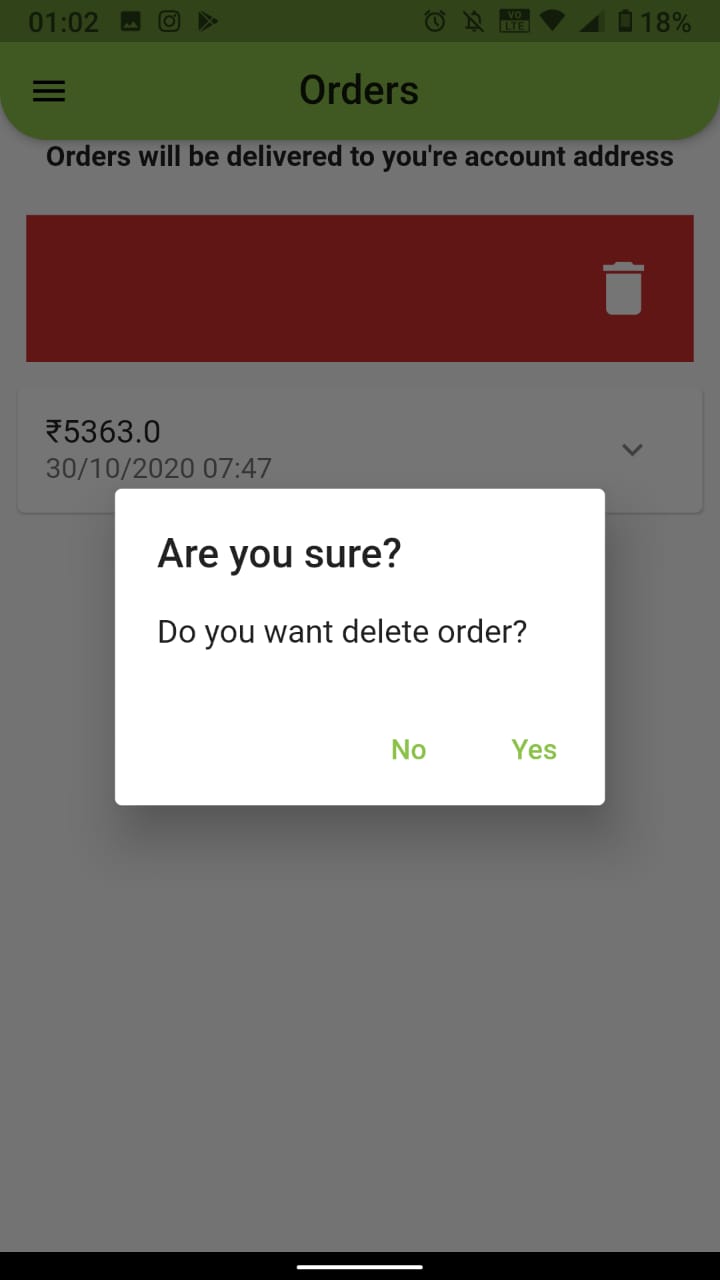 01:02 VO LTE 18%
Orders
Orders will be delivered to you're account address
₹5363.0
30/10/2020 07:47
Are you sure?
Do you want delete order?
No Yes